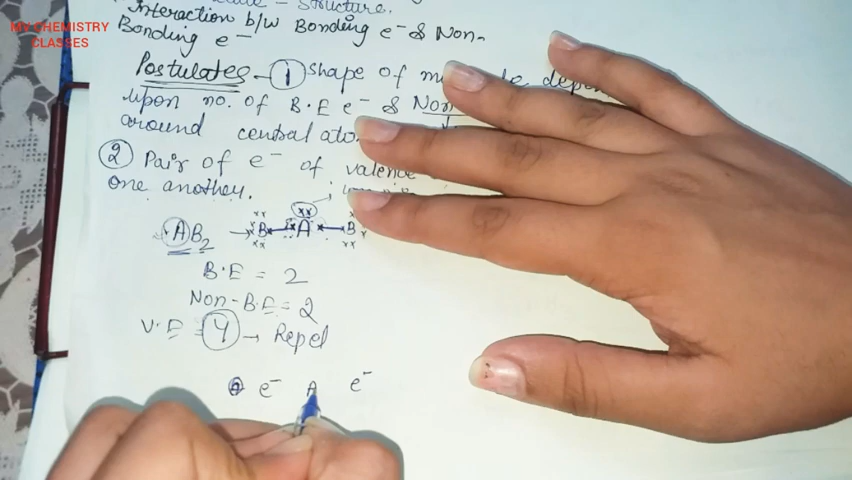 MY CHEMISTRY
CLASSES
Structure.
Interaction b/w Bonding e⁻ & Non-
Bonding e⁻
Postulates - ① shape of
upon no. of B.E e⁻ & Non
around central
② Pair of e⁻ of valence
one another.
AB₂ → B A B
B.E = 2
Non-B.E = 2
V.E = 4 → Repel
e⁻ A e⁻